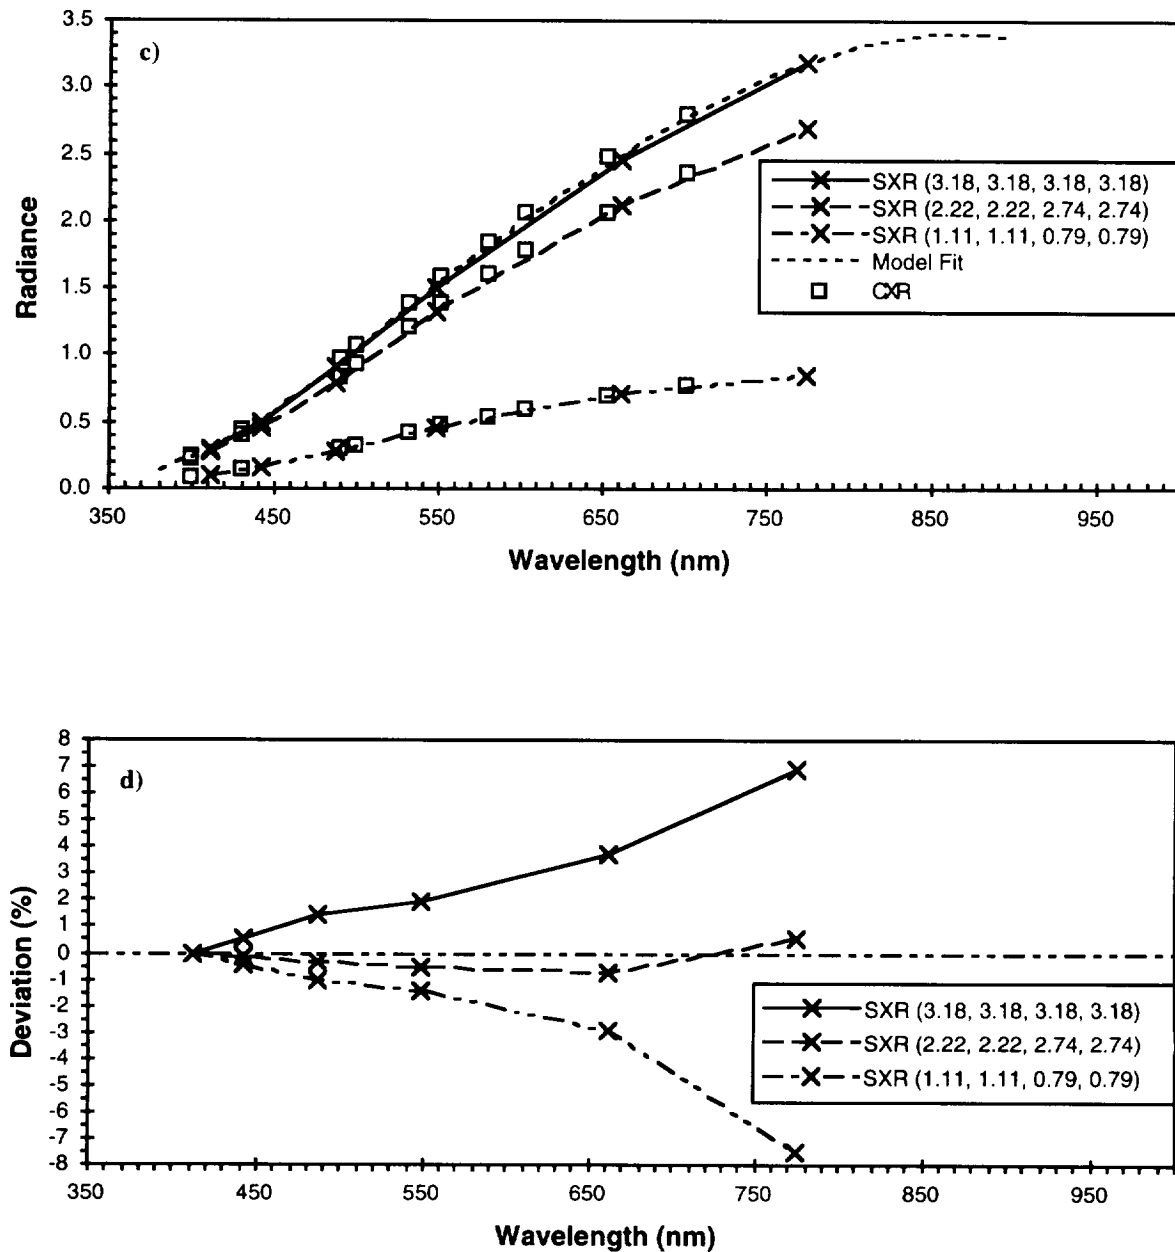 c)
3.5
3.0
2.5
2.0
1.5
1.0
0.5
0.0
Radiance
350 450 550 650 750 850 950
Wavelength (nm)
SXR (3.18, 3.18, 3.18, 3.18)
SXR (2.22, 2.22, 2.74, 2.74)
SXR (1.11, 1.11, 0.79, 0.79)
Model Fit
CXR
d)
8
7
6
5
4
3
2
1
0
-1
-2
-3
-4
-5
-6
-7
-8
Deviation (%)
350 450 550 650 750 850 950
Wavelength (nm)
SXR (3.18, 3.18, 3.18, 3.18)
SXR (2.22, 2.22, 2.74, 2.74)
SXR (1.11, 1.11, 0.79, 0.79)